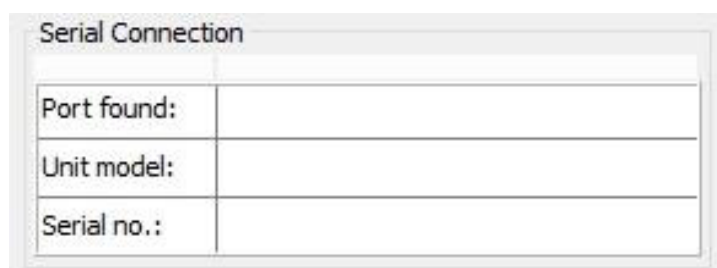 Serial Connection
Port found:
Unit model:
Serial no.: